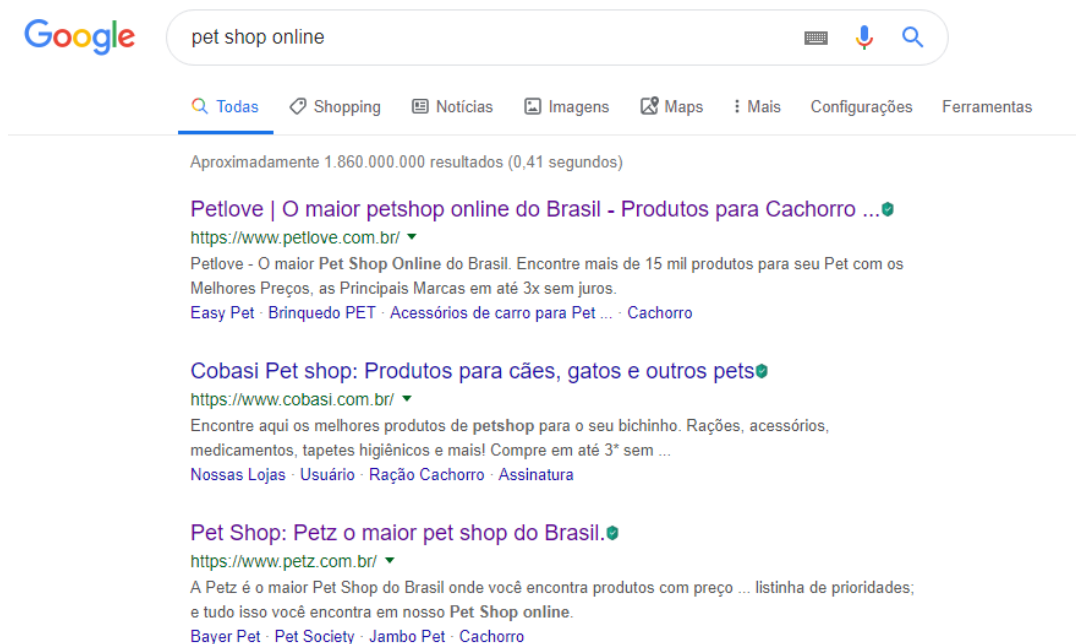 Google
pet shop online
Todas Shopping Notícias Imagens Maps Mais Configurações Ferramentas
Aproximadamente 1.860.000.000 resultados (0,41 segundos)
Petlove | O maior petshop online do Brasil - Produtos para Cachorro ...
https://www.petlove.com.br/
Petlove - O maior Pet Shop Online do Brasil. Encontre mais de 15 mil produtos para seu Pet com os
Melhores Preços, as Principais Marcas em até 3x sem juros.
Easy Pet · Brinquedo PET · Acessórios de carro para Pet ... · Cachorro
Cobasi Pet shop: Produtos para cães, gatos e outros pets
https://www.cobasi.com.br/
Encontre aqui os melhores produtos de petshop para o seu bichinho. Rações, acessórios,
medicamentos, tapetes higiênicos e mais! Compre em até 3* sem ...
Nossas Lojas · Usuário · Ração Cachorro · Assinatura
Pet Shop: Petz o maior pet shop do Brasil.
https://www.petz.com.br/
A Petz é o maior Pet Shop do Brasil onde você encontra produtos com preço ... listinha de prioridades;
e tudo isso você encontra em nosso Pet Shop online.
Bayer Pet · Pet Society · Jambo Pet · Cachorro